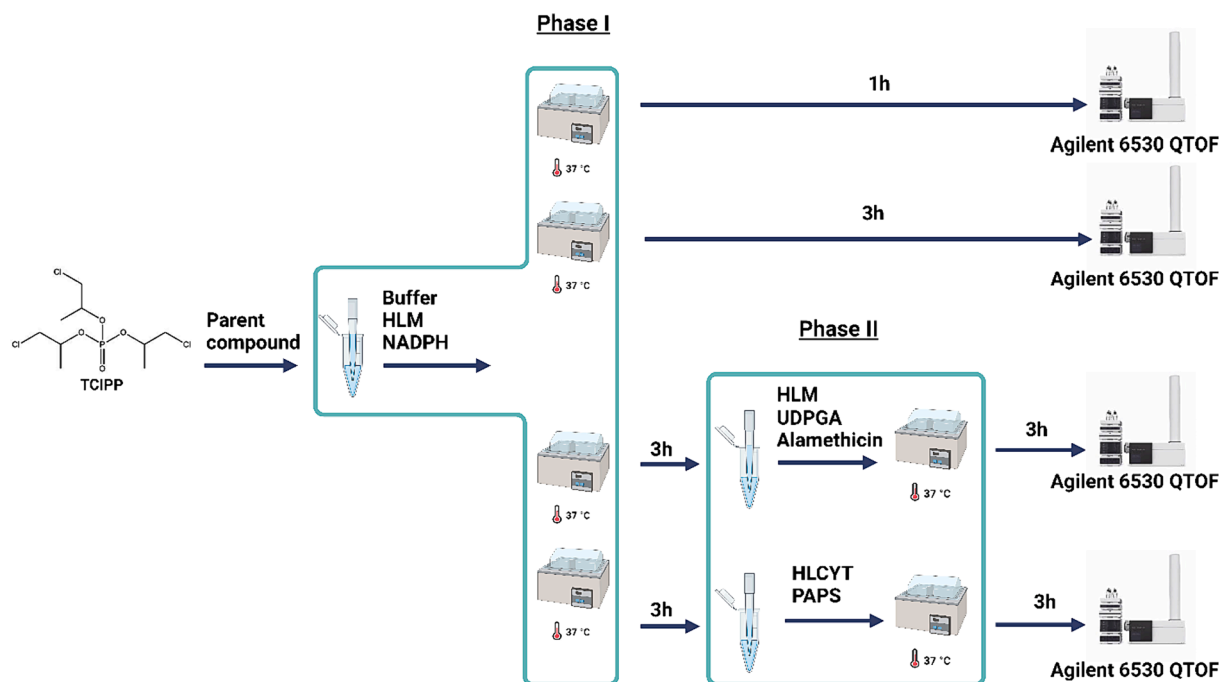 Phase I
37 °C
1h
Agilent 6530 QTOF
37 °C
3h
Agilent 6530 QTOF
Cl
O
Cl
O
P
O
Cl
O
TCIPP
Parent
compound
Buffer
HLM
NADPH
Phase II
37 °C
3h
HLM
UDPGA
Alamethicin
37 °C
3h
Agilent 6530 QTOF
37 °C
3h
HLCYT
PAPS
37 °C
3h
Agilent 6530 QTOF